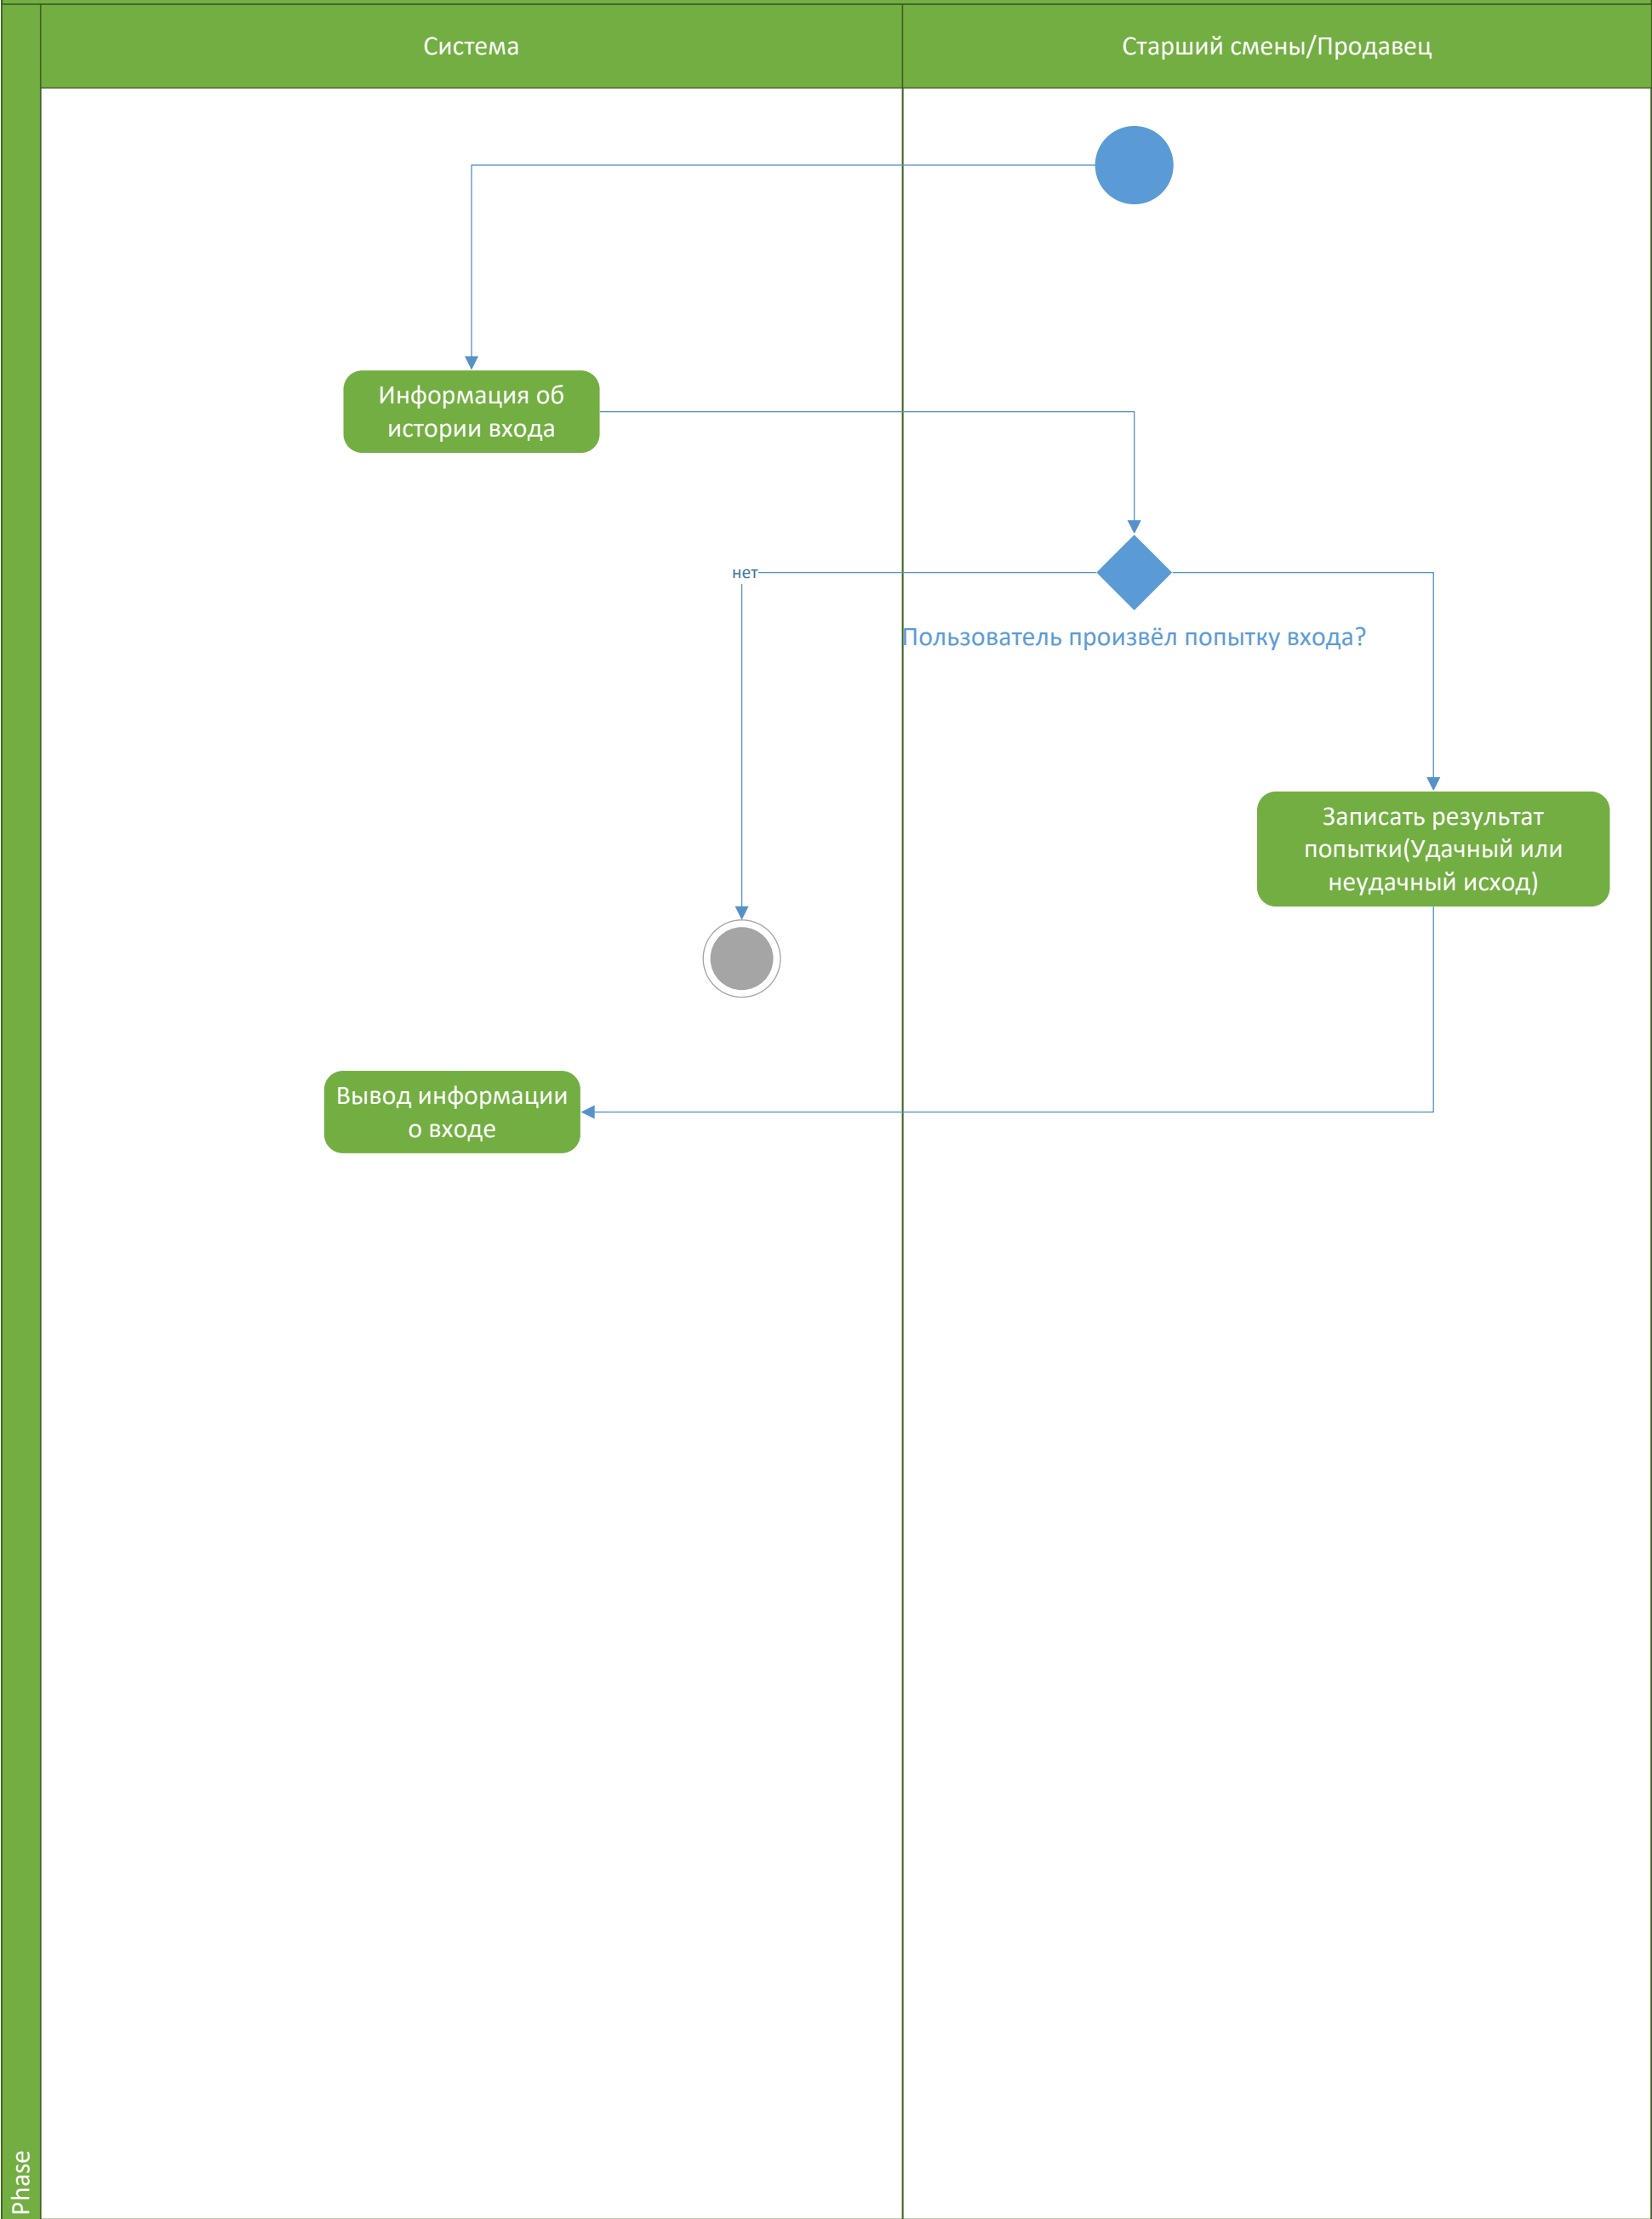 Система
Старший смены/Продавец
Информация об
истории входа
нет
Пользователь произвёл попытку входа?
Записать результат
попытки(Удачный или
неудачный исход)
Вывод информации
о входе
Phase